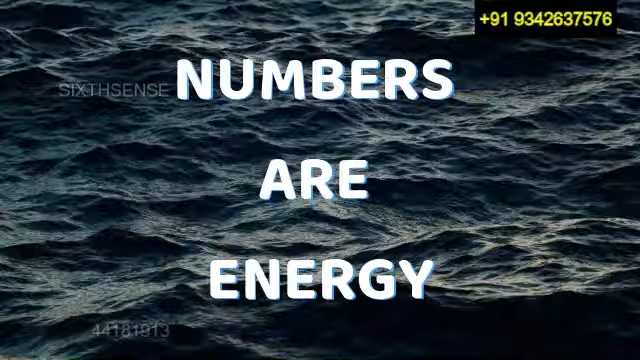 +91 9342637576
SIXTHSENSE
NUMBERS
ARE
ENERGY
44181913